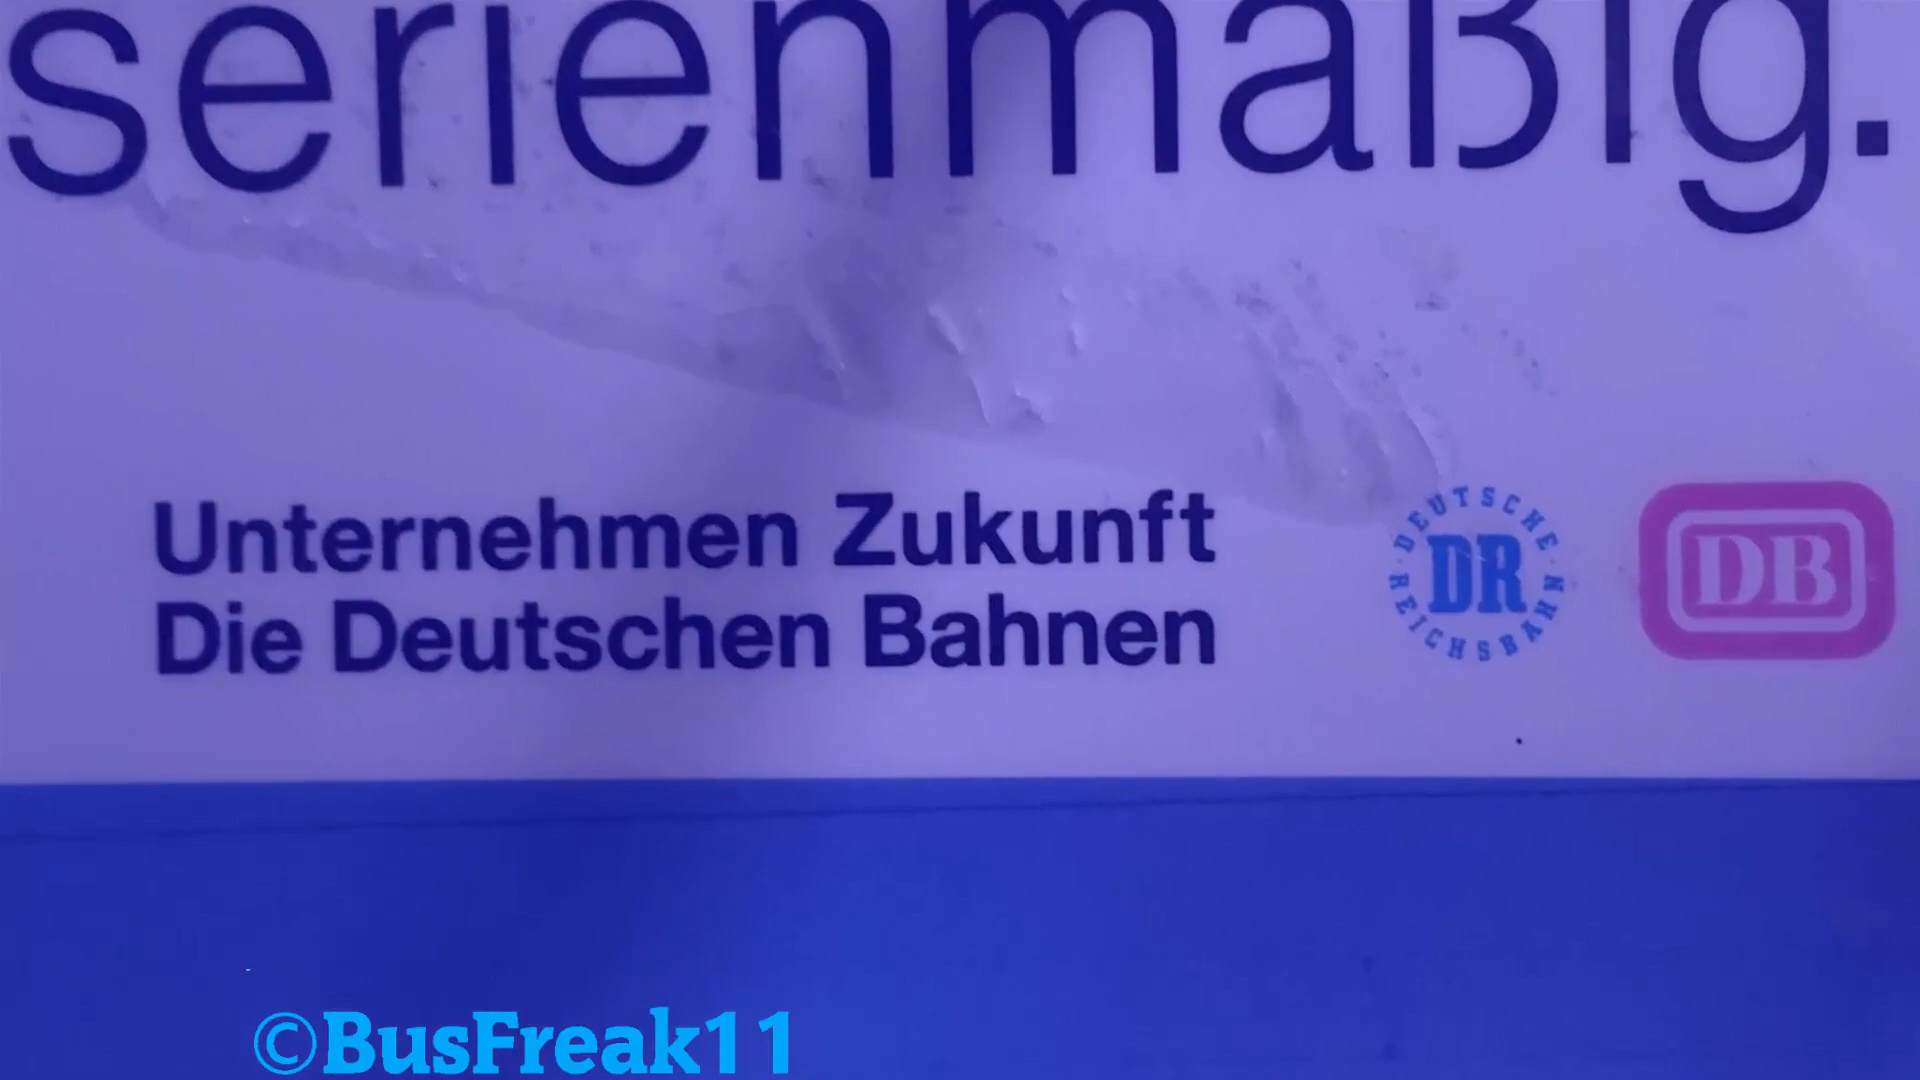 serienmäßig.
Unternehmen Zukunft
Die Deutschen Bahnen
DEUTSCHE
DR
REICHSBAHN
DB
©BusFreak11